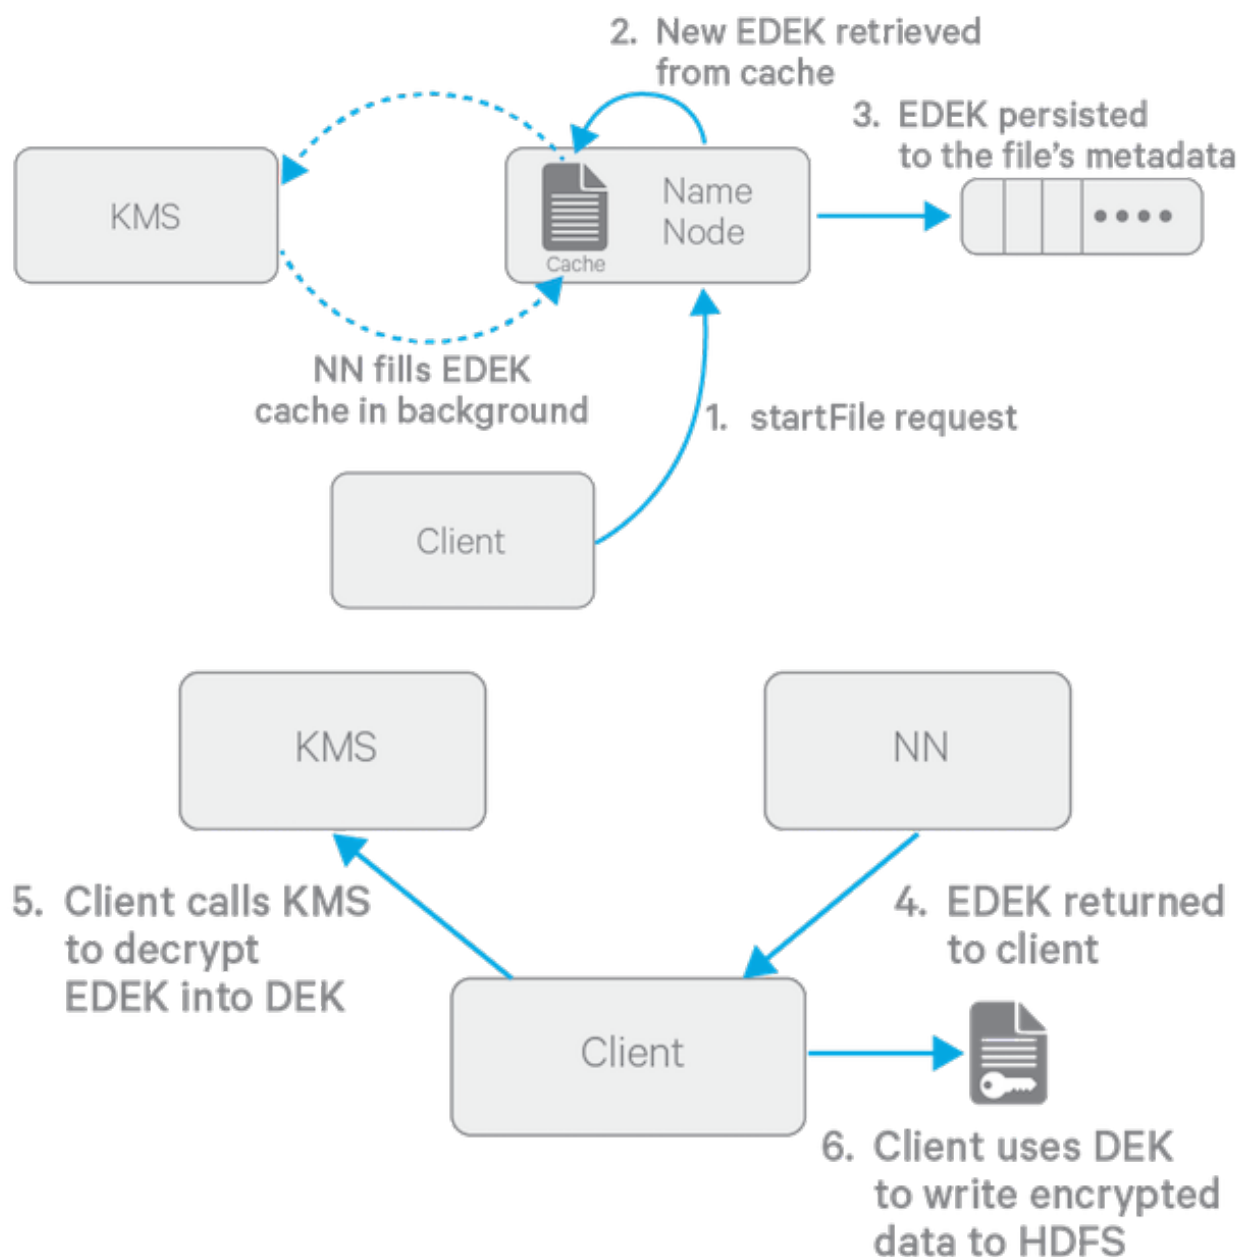 2. New EDEK retrieved
from cache
3. EDEK persisted
to the file's metadata
KMS
Name
Node
Cache
NN fills EDEK
cache in background
1. startFile request
Client
KMS
NN
5. Client calls KMS
to decrypt
EDEK into DEK
4. EDEK returned
to client
Client
6. Client uses DEK
to write encrypted
data to HDFS